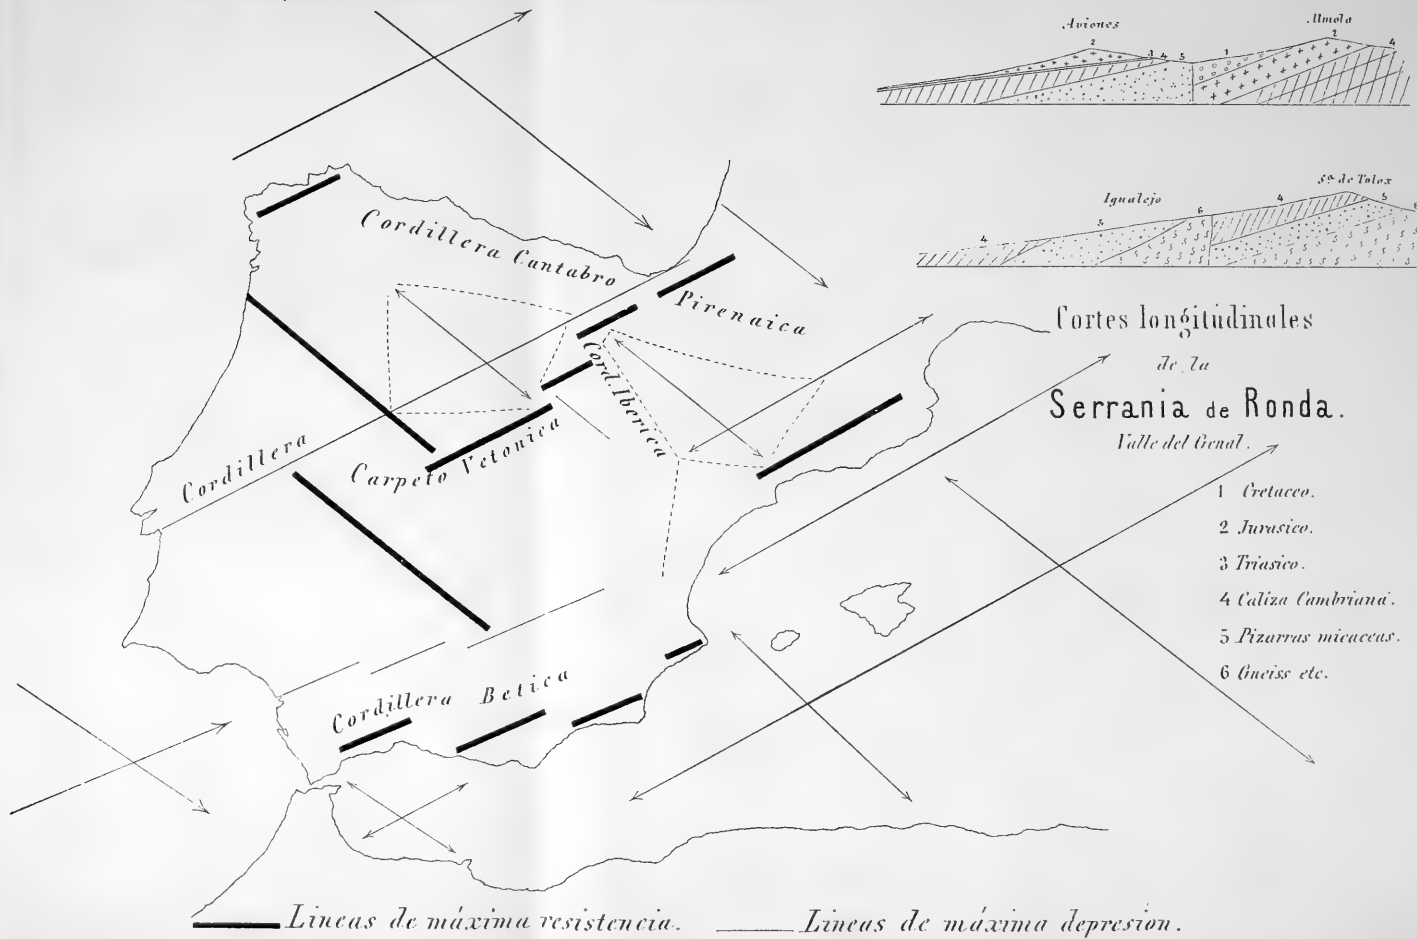 Aviones
Almola
2
2
4
3 4 5
1
Sª de Tolox
Igualejo
4
3
6
4
5
6
Cordillera Cantabro
Pirenaica
Cord. Iberica
Cordillera
Carpeto Vetonica
Cordillera Betica
Cortes longitudinales
de la
Serrania de Ronda.
Valle del Genal.
1 Cretaceo.
2 Jurasico.
3 Triasico.
4 Caliza Cambriana.
5 Pizarras micaceas.
6 Gneiss etc.
Lineas de máxima resistencia.
Lineas de máxima depresion.